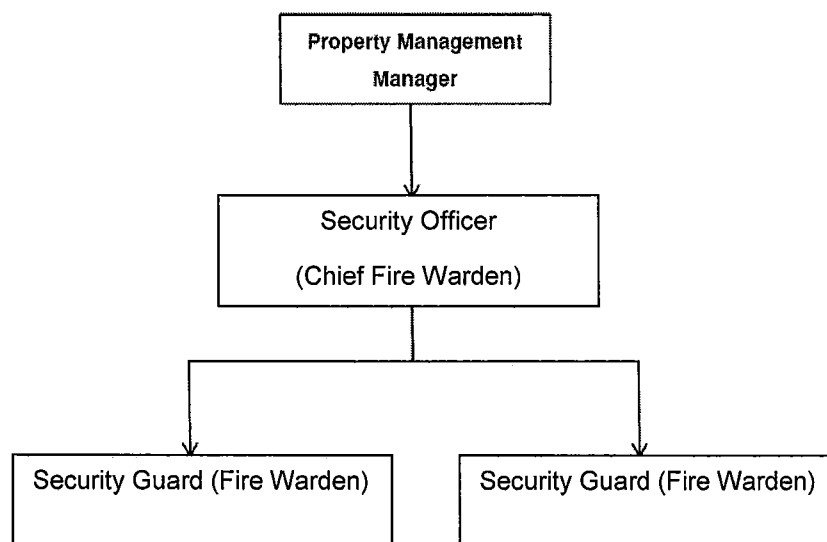 Property Management
Manager
Security Officer
(Chief Fire Warden)
Security Guard (Fire Warden)
Security Guard (Fire Warden)